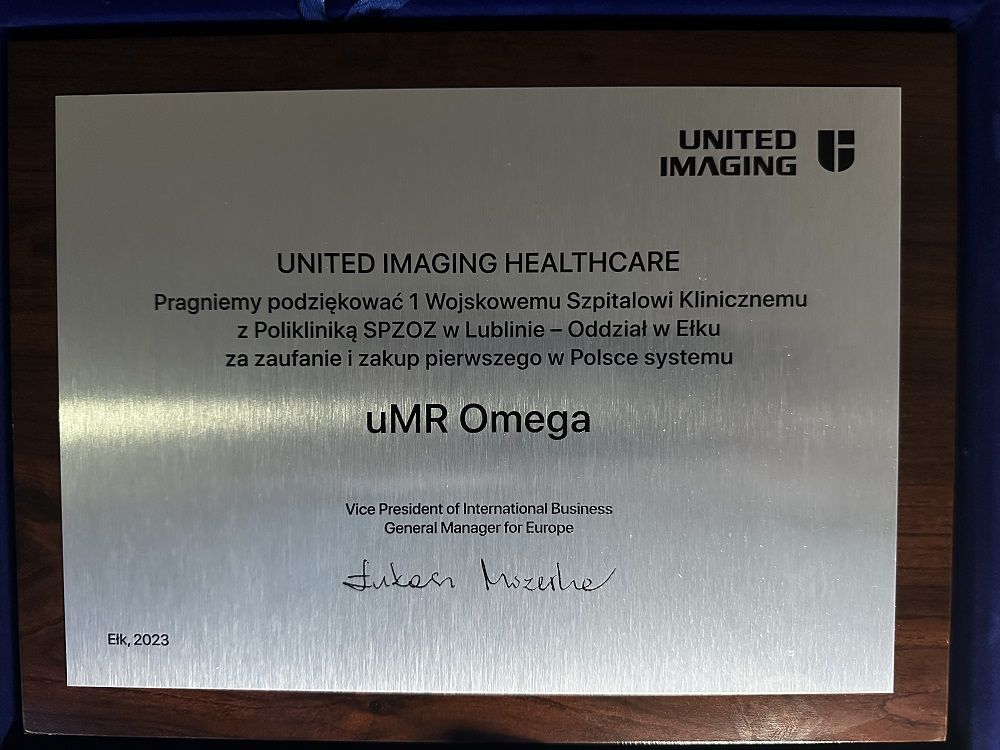 UNITED
IMAGING
UNITED IMAGING HEALTHCARE
Pragniemy podziękować 1 Wojskowemu Szpitalowi Klinicznemu
z Polikliniką SPZOZ w Lublinie – Oddział w Ełku
za zaufanie i zakup pierwszego w Polsce systemu
uMR Omega
Vice President of International Business
General Manager for Europe
Ełk, 2023